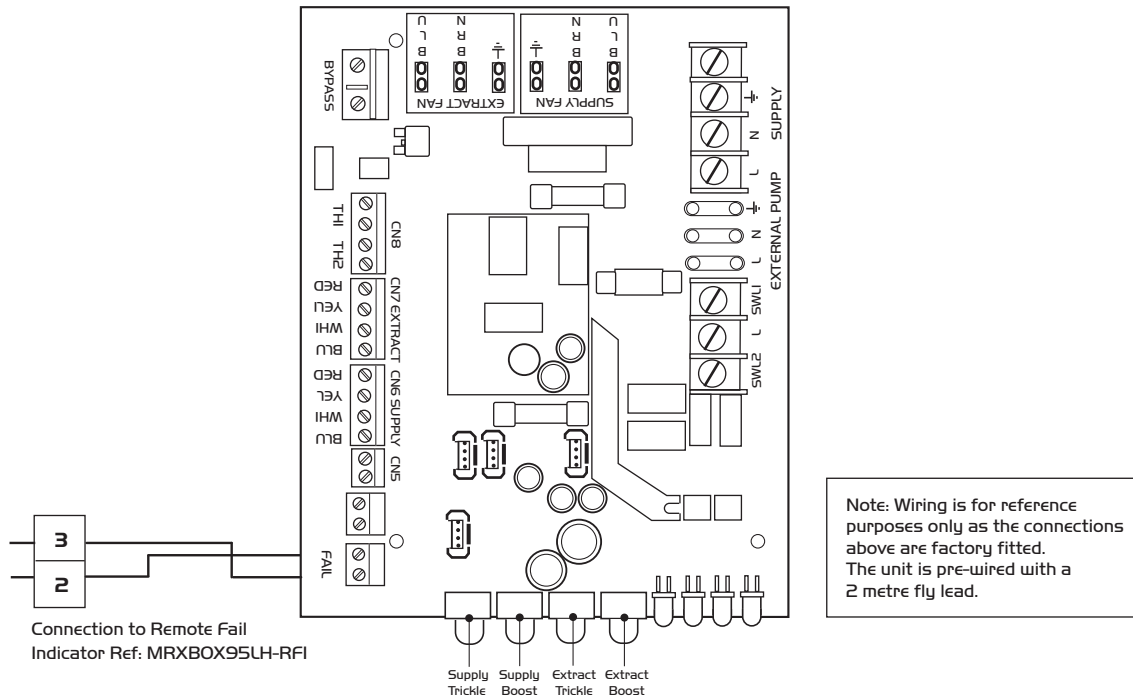 U L B
N R B
EXTRACT FAN
N R B
U L B
SUPPLY FAN
BYPASS
SUPPLY
N
L
EXTERNAL PUMP
N
L
SWL1
L
SWL2
TH1
TH2
CN8
RED
YEL
WHI
BLU
CN7 EXTRACT
RED
YEL
WHI
BLU
CN6 SUPPLY
CN5
FAIL
3
2
Connection to Remote Fail
Indicator Ref: MRXBOX95LH-RFI
Supply
Trickle
Supply
Boost
Extract
Trickle
Extract
Boost
Note: Wiring is for reference
purposes only as the connections
above are factory fitted.
The unit is pre-wired with a
2 metre fly lead.